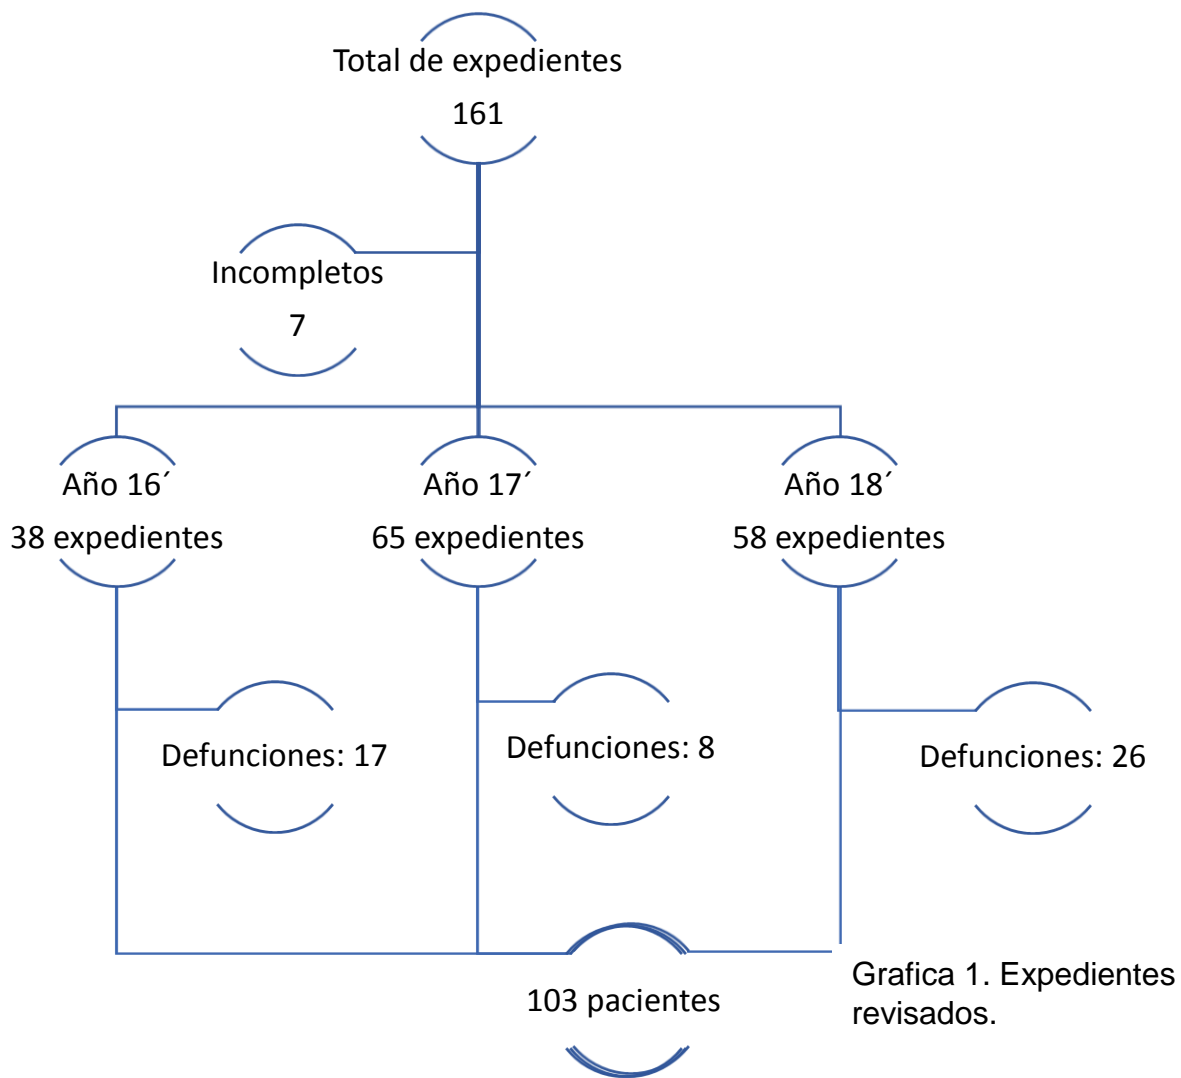 Total de expedientes
161
Incompletos
7
Año 16´
38 expedientes
Año 17´
65 expedientes
Año 18´
58 expedientes
Defunciones: 17
Defunciones: 8
Defunciones: 26
103 pacientes
Grafica 1. Expedientes
revisados.